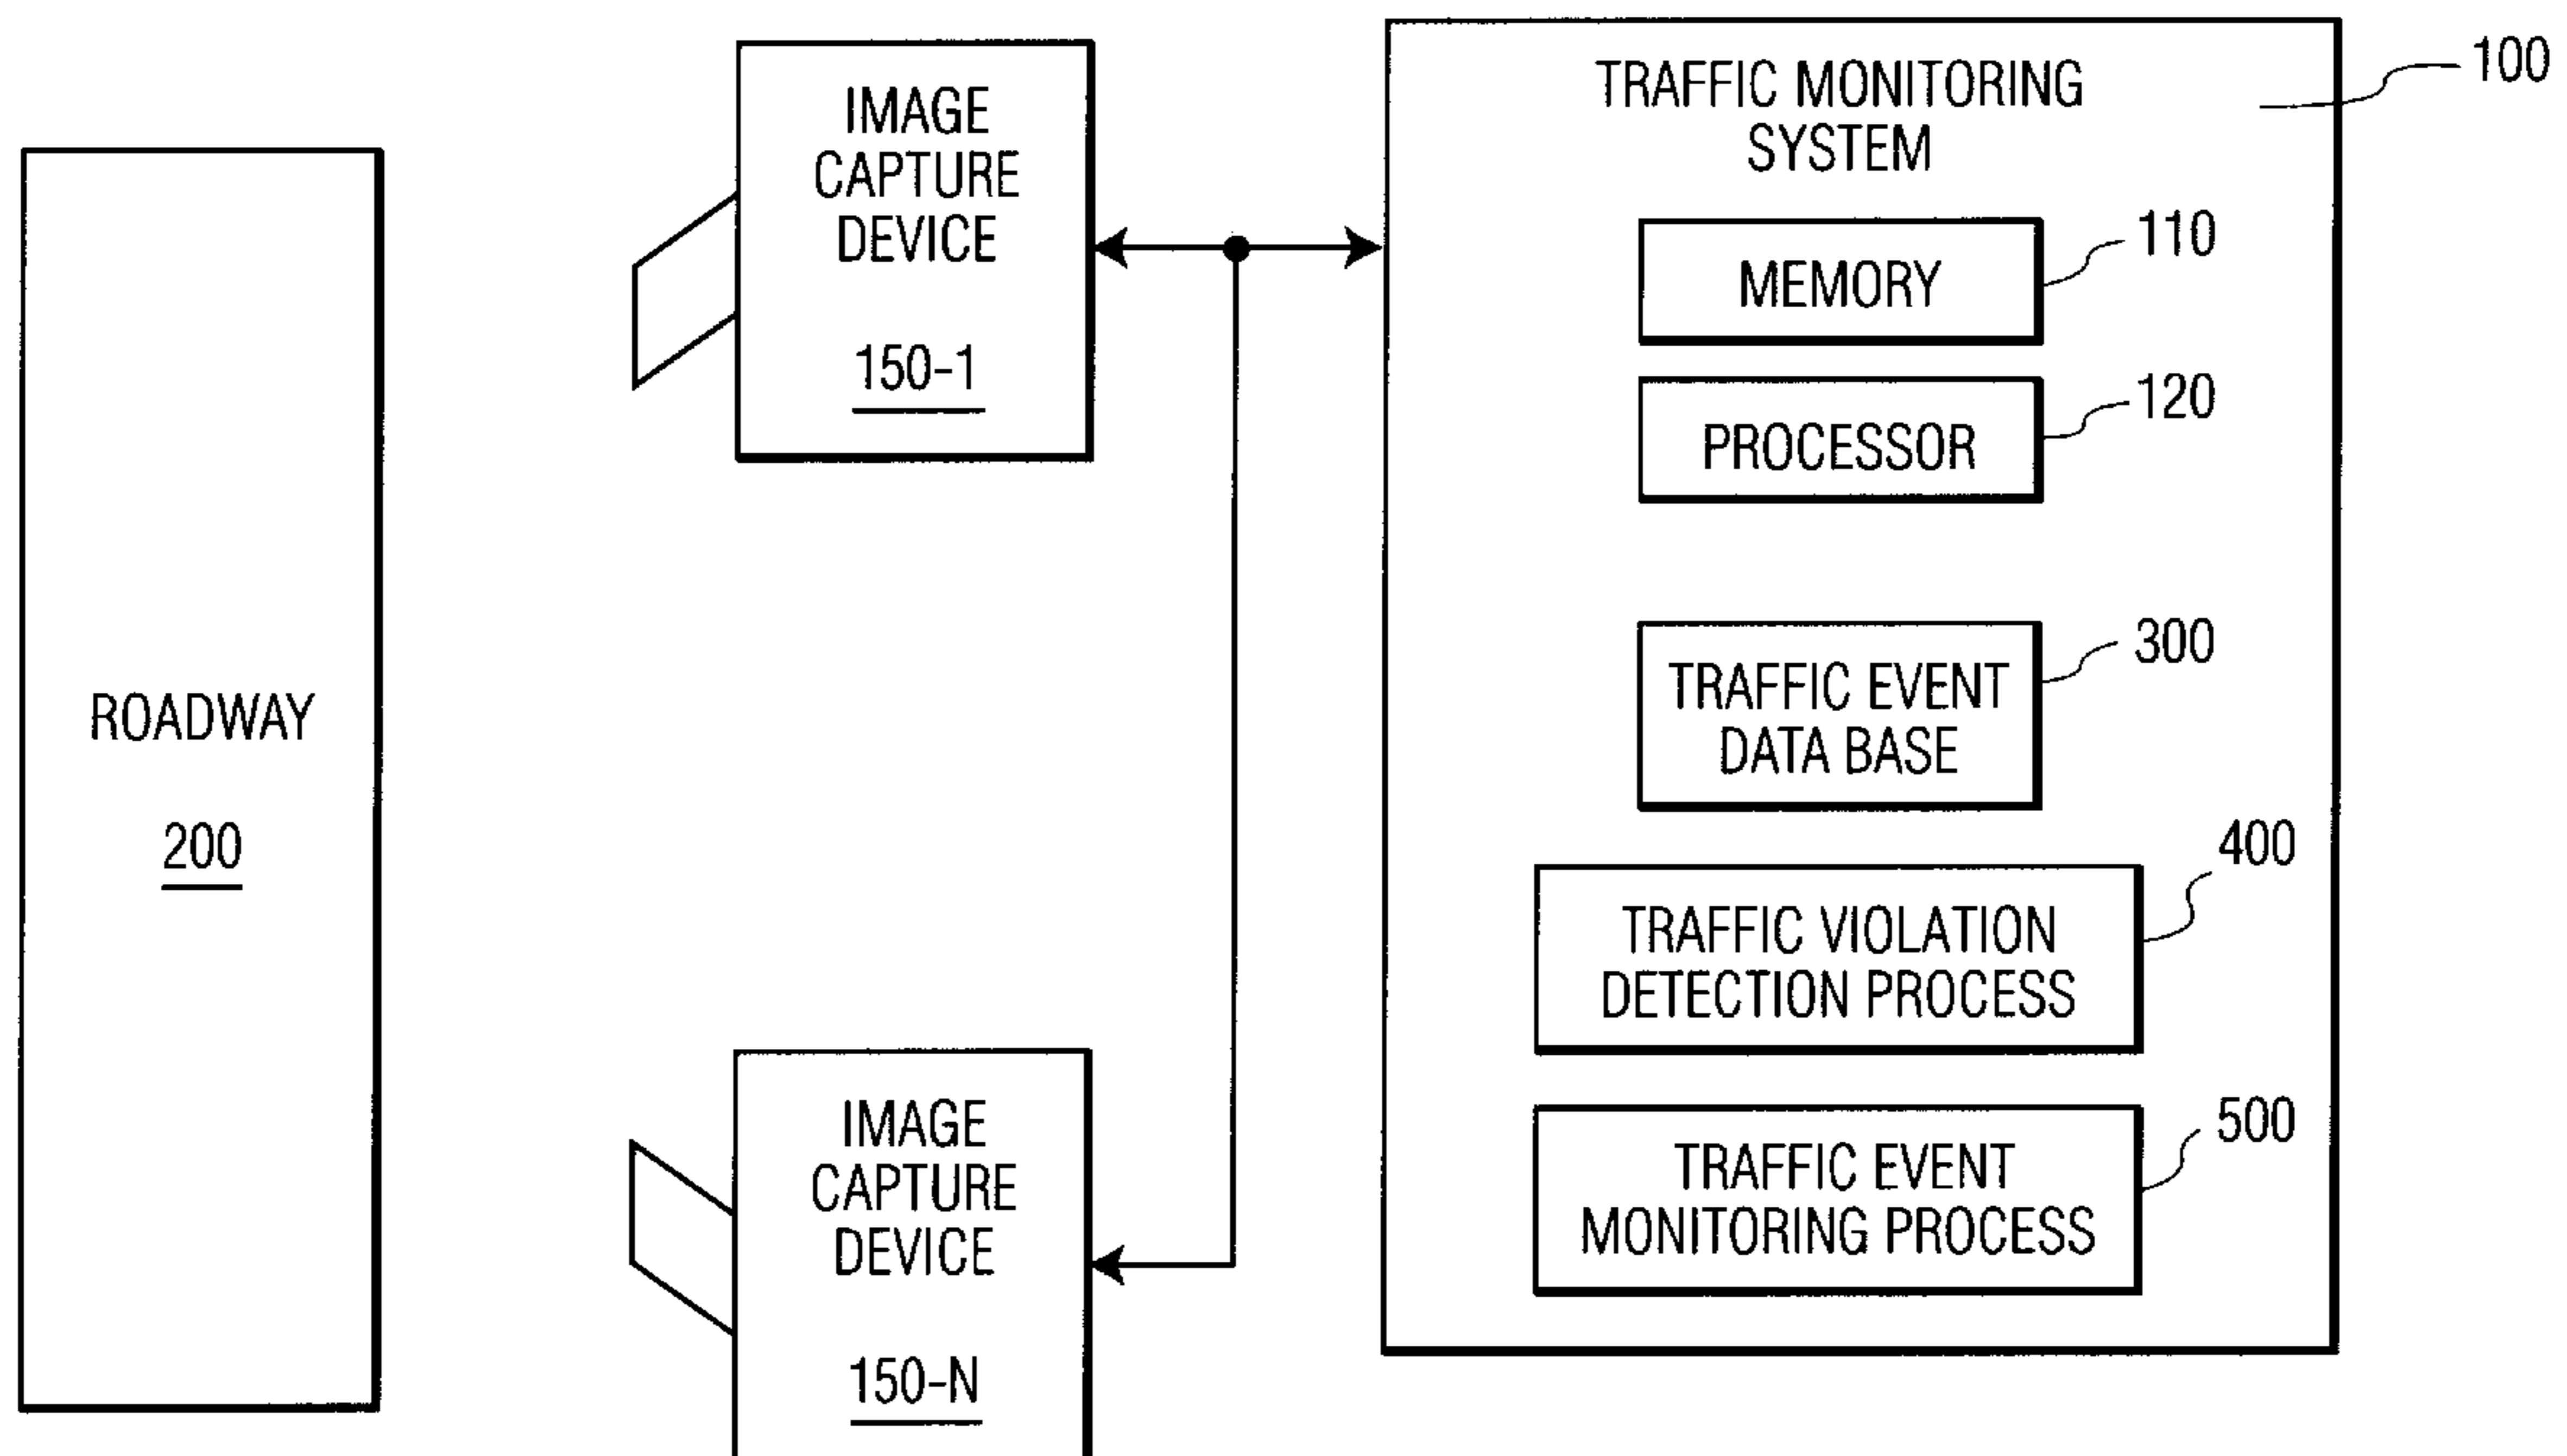 ROADWAY
200
IMAGE
CAPTURE
DEVICE
150-1
IMAGE
CAPTURE
DEVICE
150-N
TRAFFIC MONITORING
SYSTEM
100
MEMORY
110
PROCESSOR
120
TRAFFIC EVENT
DATA BASE
300
TRAFFIC VIOLATION
DETECTION PROCESS
400
TRAFFIC EVENT
MONITORING PROCESS
500